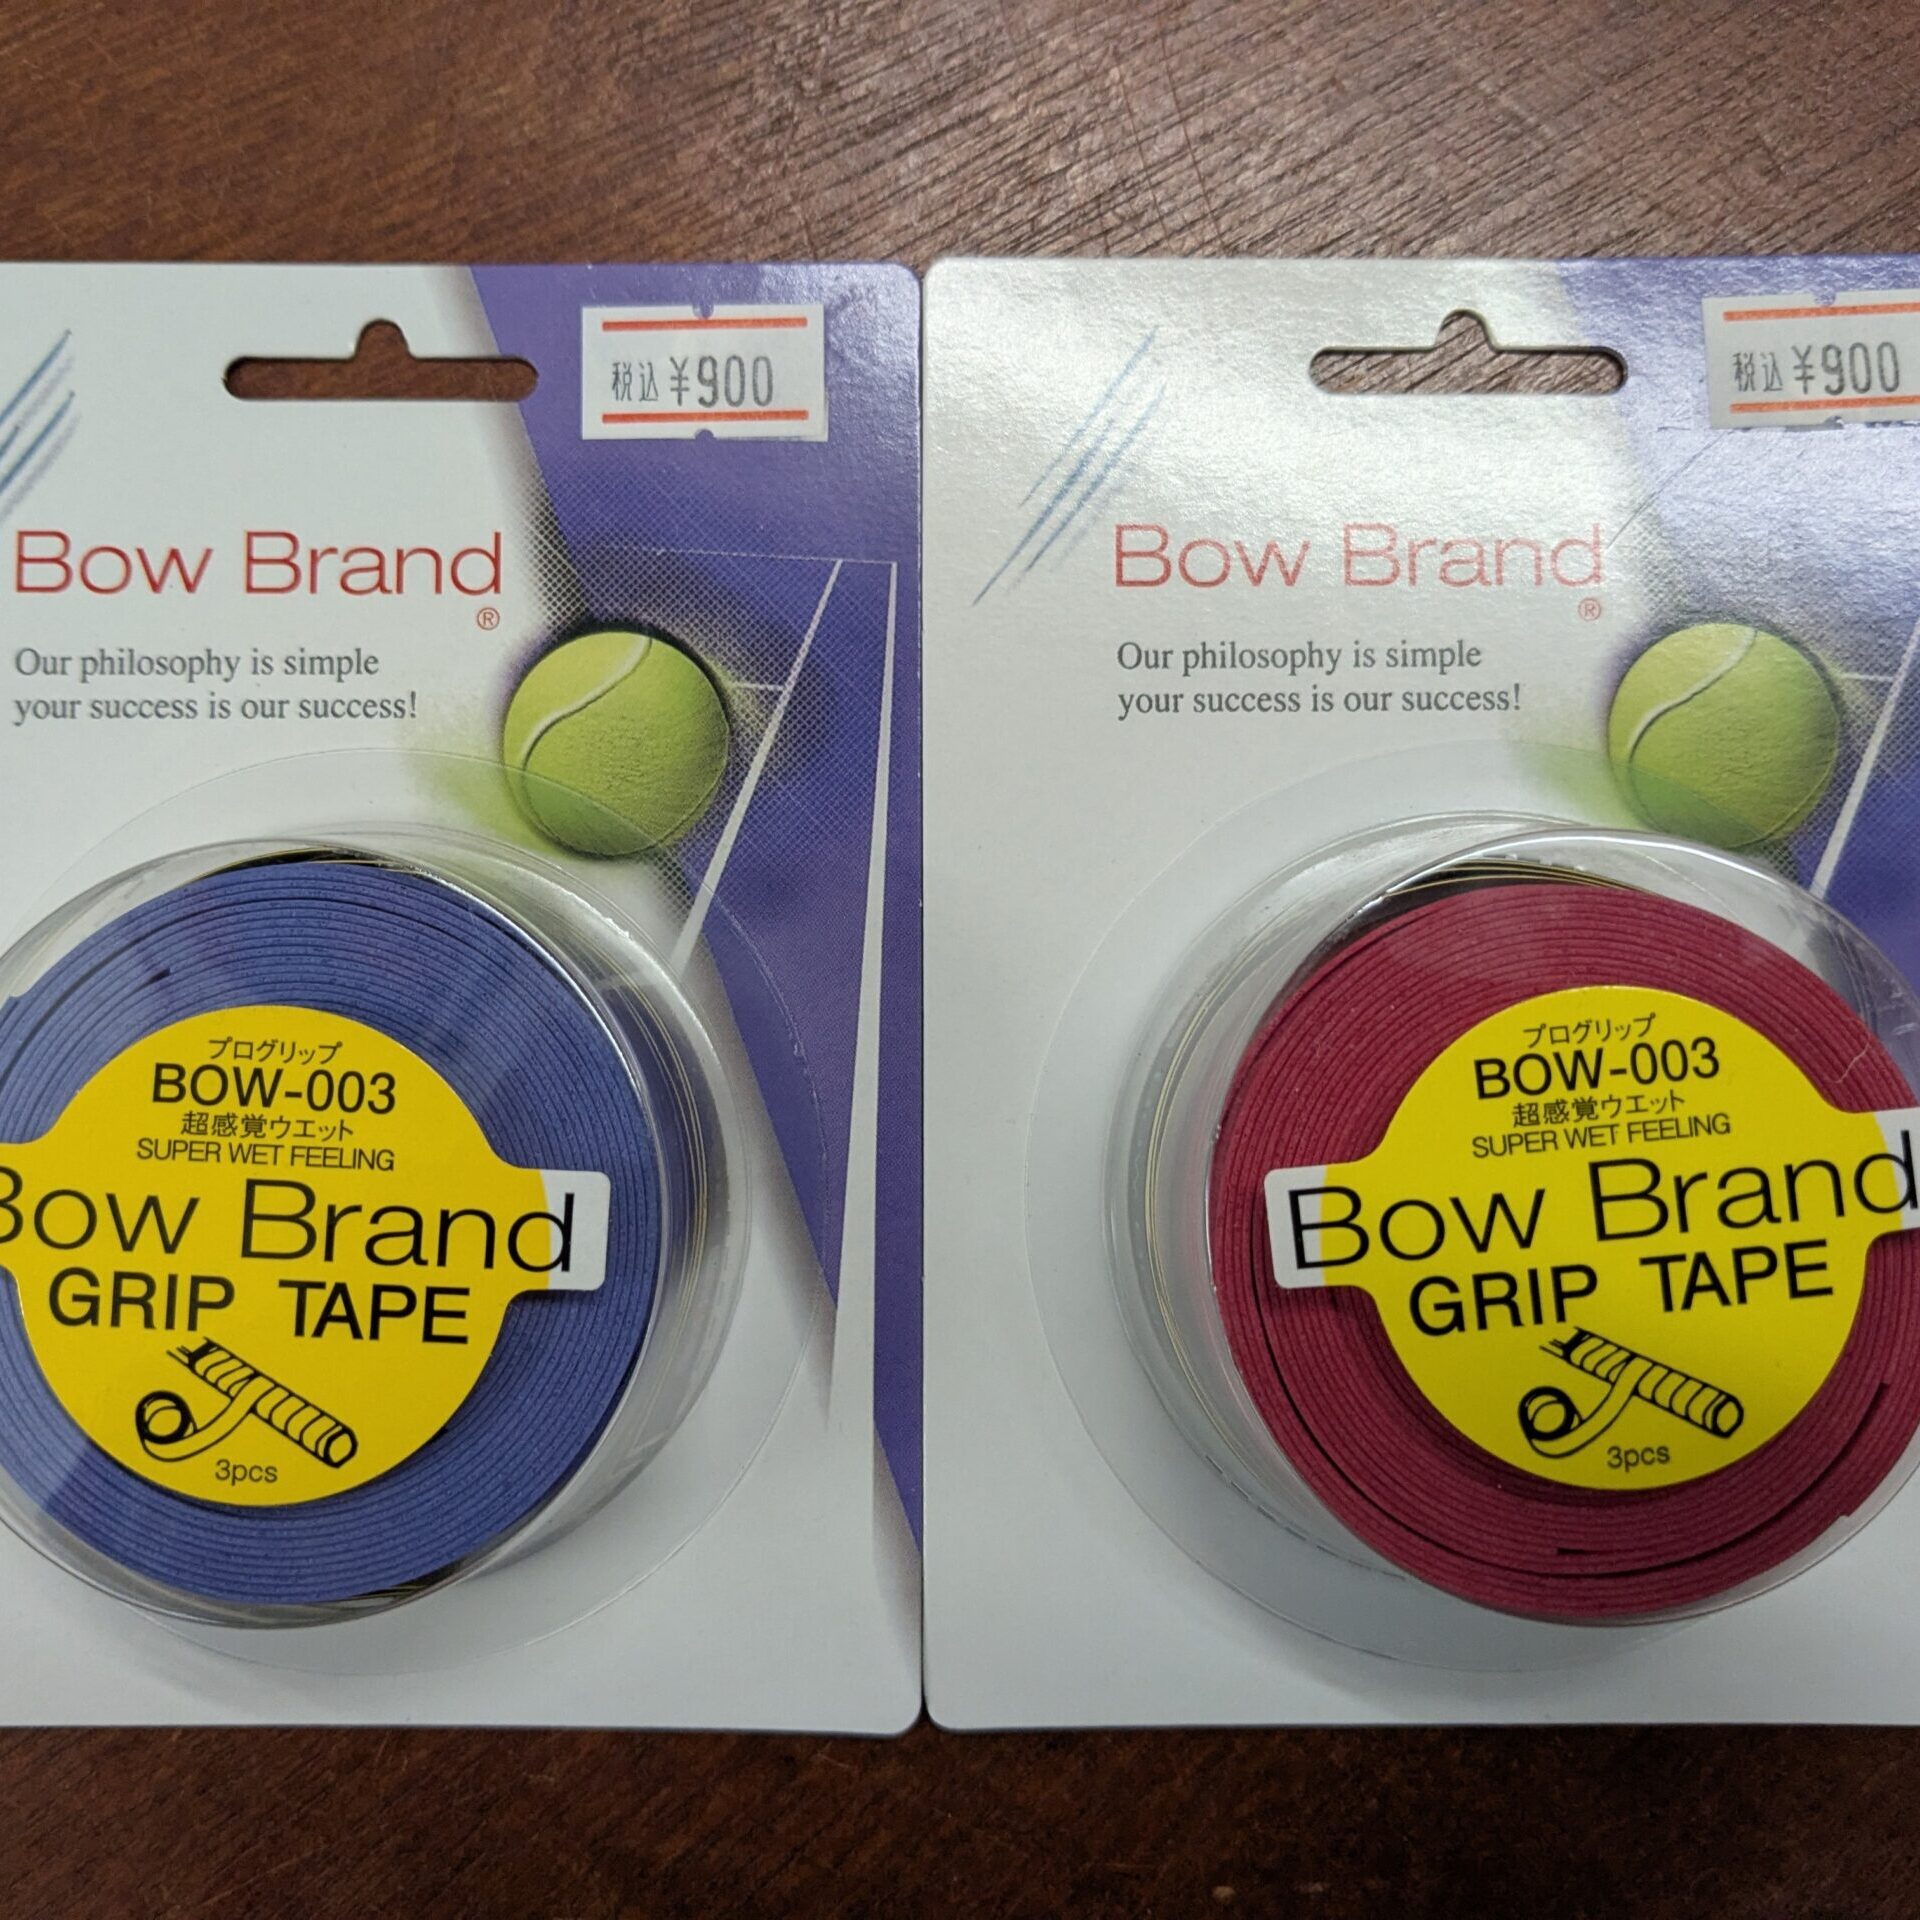 税込¥900
Bow Brand
®
Our philosophy is simple
your success is our success!
プログリップ
BOW-003
超感覚ウエット
SUPER WET FEELING
Bow Brand
GRIP TAPE
3pcs
税込¥900
Bow Brand
®
Our philosophy is simple
your success is our success!
プログリップ
BOW-003
超感覚ウエット
SUPER WET FEELING
Bow Brand
GRIP TAPE
3pcs